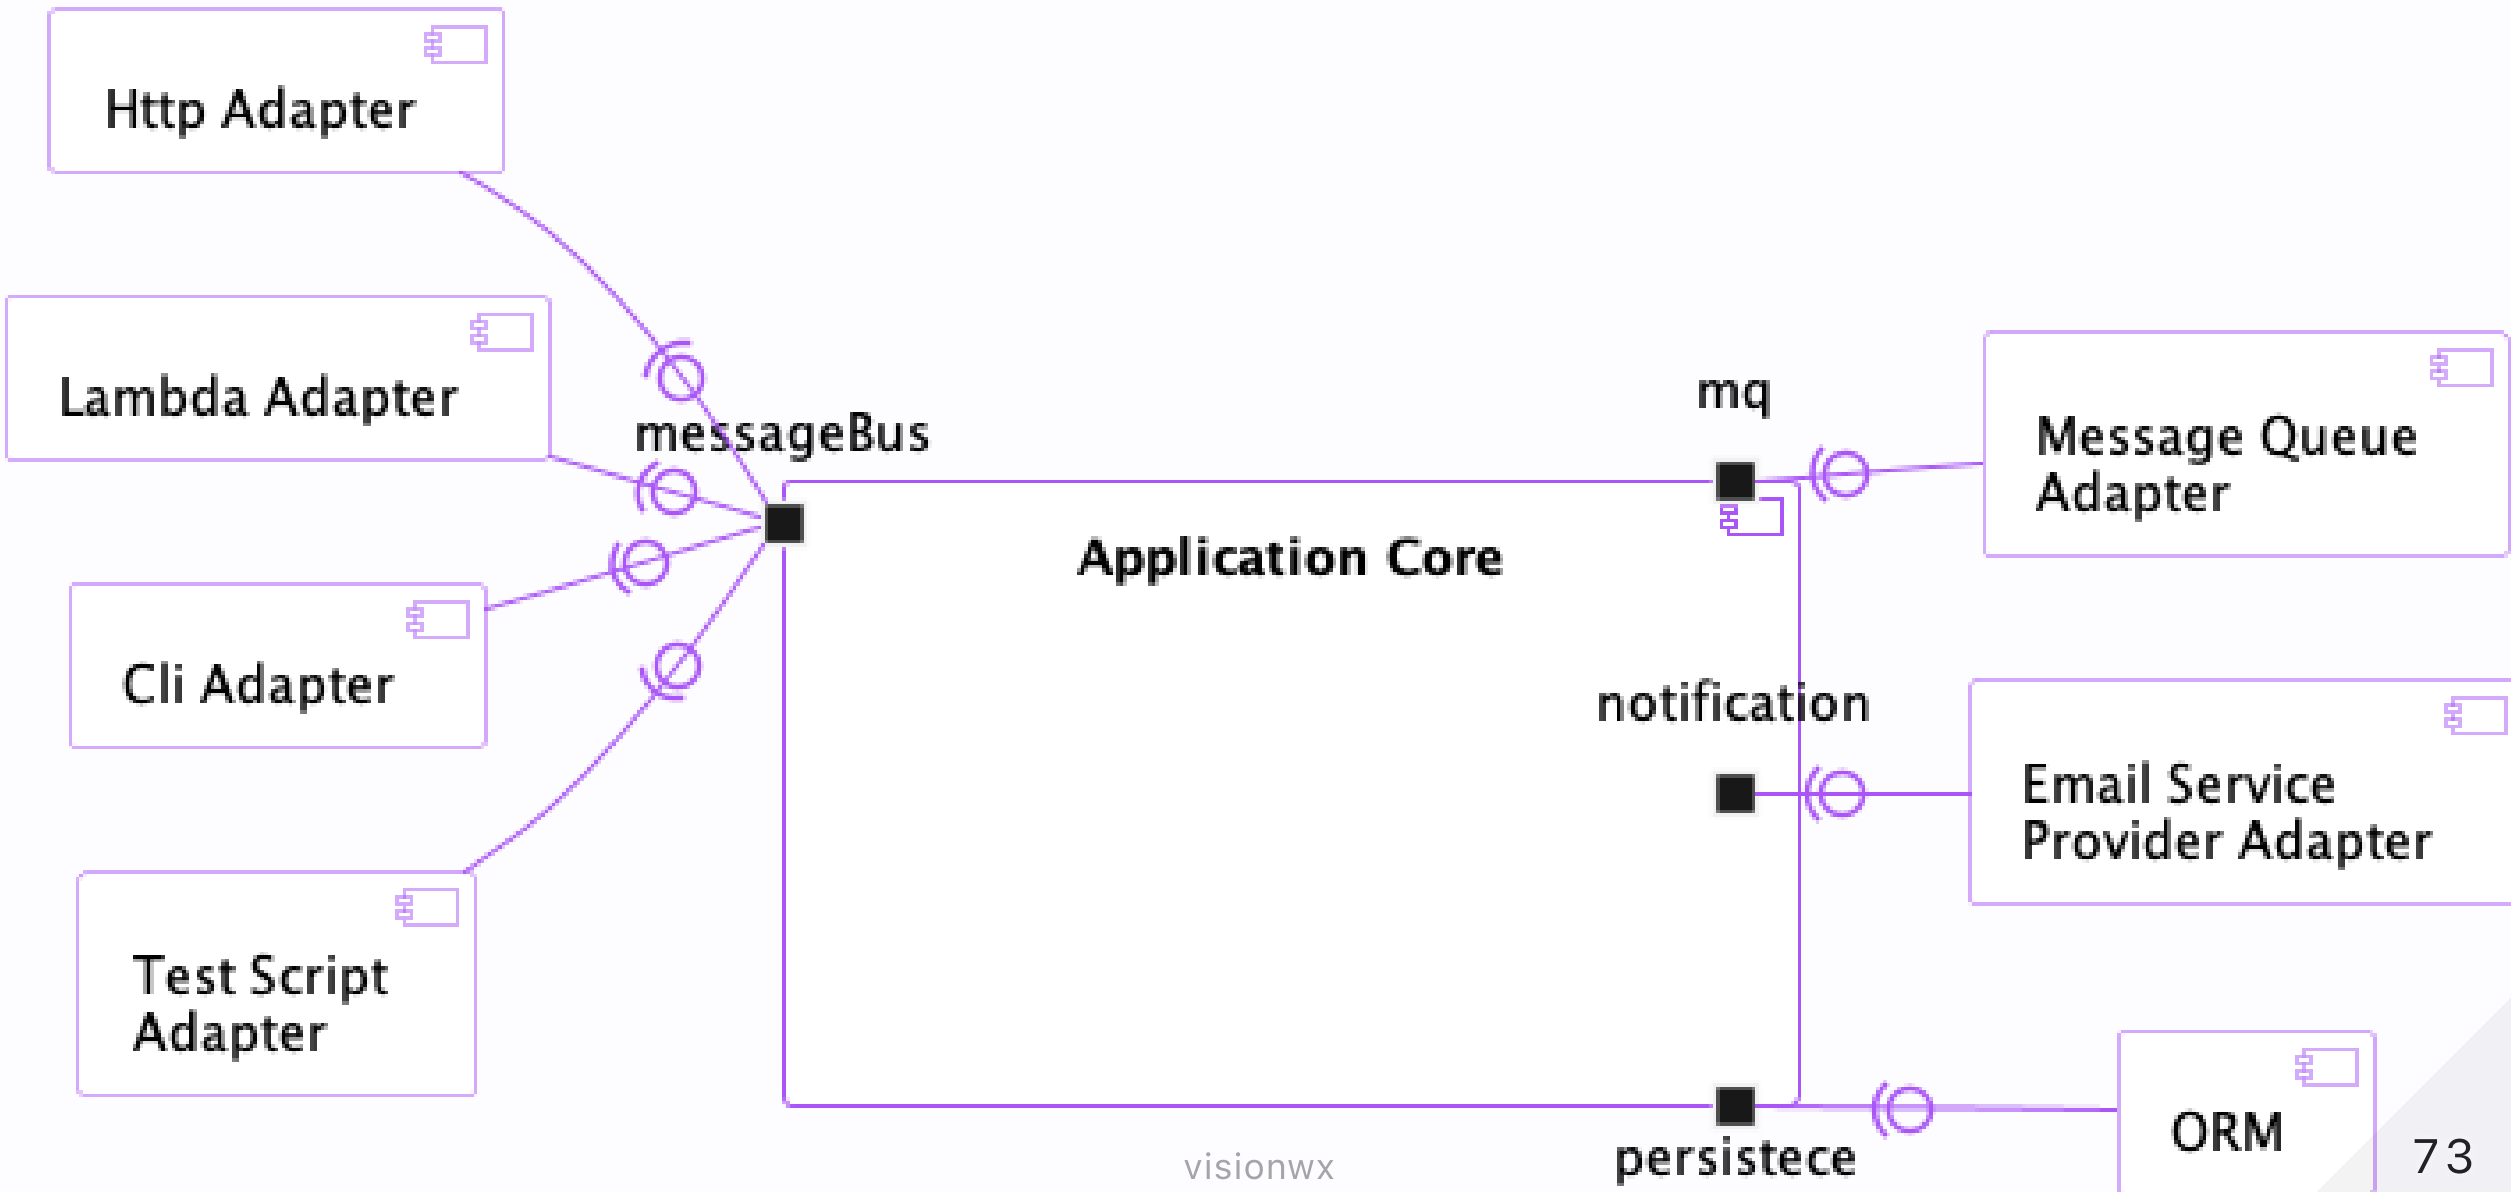 Http Adapter
Lambda Adapter
messageBus
Cli Adapter
Test Script
Adapter
Application Core
mq
Message Queue
Adapter
notification
Email Service
Provider Adapter
persistece
ORM
visionwx
73